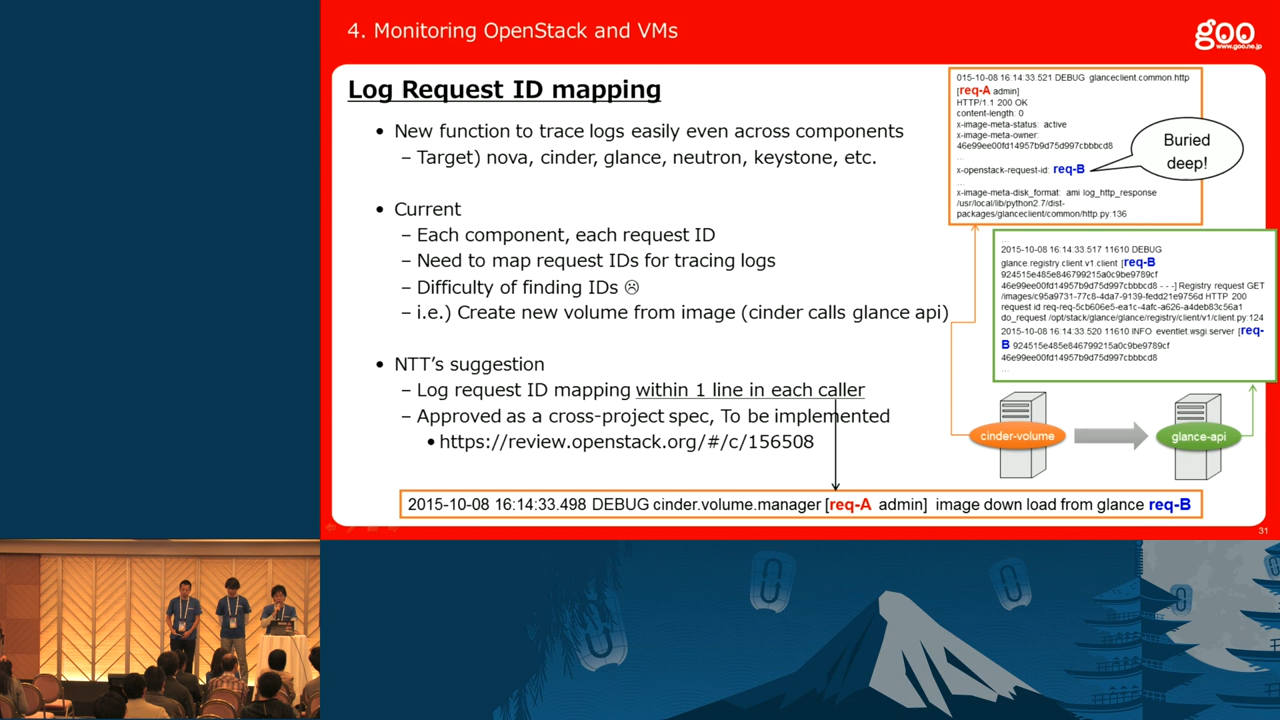 4. Monitoring OpenStack and VMs
goo
www.goo.ne.jp
Log Request ID mapping
• New function to trace logs easily even across components
– Target) nova, cinder, glance, neutron, keystone, etc.
• Current
– Each component, each request ID
– Need to map request IDs for tracing logs
– Difficulty of finding IDs ☹
– i.e.) Create new volume from image (cinder calls glance api)
• NTT's suggestion
– Log request ID mapping within 1 line in each caller
– Approved as a cross-project spec, To be implemented
• https://review.openstack.org/#/c/156508
015-10-08 16:14:33.521 DEBUG glanceclient.common.http
[req-A admin]
HTTP/1.1 200 OK
content-length: 0
x-image-meta-status: active
x-image-meta-owner:
46e99ee00fd14957b9d75d997cbbbcd8
...
x-openstack-request-id: req-B
...
x-image-meta-disk_format: ami log_http_response
/usr/local/lib/python2.7/dist-
packages/glanceclient/common/http.py:136
Buried
deep!
...
2015-10-08 16:14:33.517 11610 DEBUG
glance.registry.client.v1.client [req-B
924515e485e846799215a0c9be9789cf
46e99ee00fd14957b9d75d997cbbbcd8 - - -] Registry request GET
/images/c95a9731-77c8-4da7-9139-fedd21e9756d HTTP 200
request id req-req-5cb606e5-ea1c-4afc-a626-a4deb83c56a1
do_request /opt/stack/glance/glance/registry/client/v1/client.py:124
2015-10-08 16:14:33.520 11610 INFO eventlet.wsgi.server [req-
B 924515e485e846799215a0c9be9789cf
46e99ee00fd14957b9d75d997cbbbcd8
...
cinder-volume
glance-api
2015-10-08 16:14:33.498 DEBUG cinder.volume.manager [req-A admin] image down load from glance req-B
31